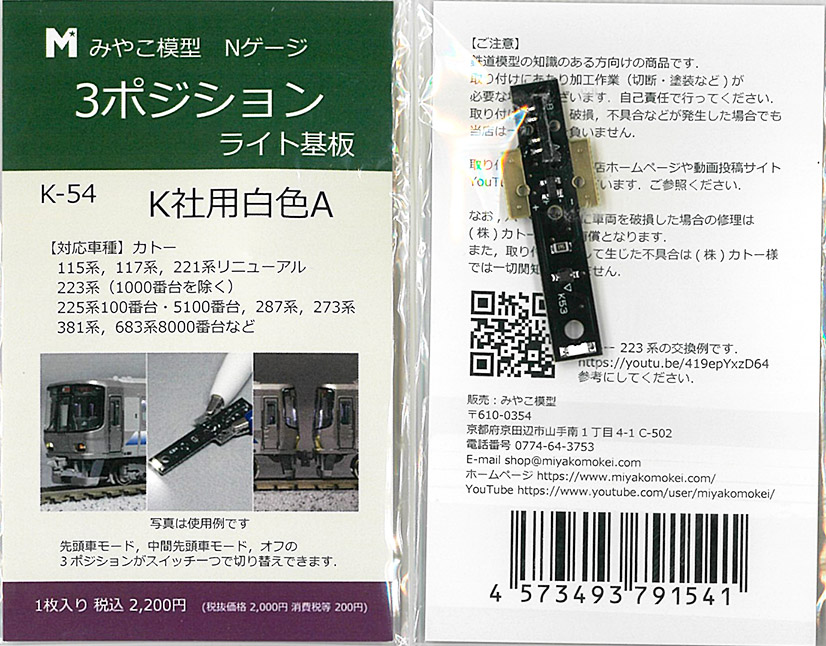 M みやこ模型 Nゲージ
3ポジション
ライト基板
K-54
K社用白色A
【対応車種】カトー
115系，117系，221系リニューアル
223系（1000番台を除く）
225系100番台・5100番台，287系，273系
381系，683系8000番台など
写真は使用例です
先頭車モード，中間先頭車モード，オフの
3ポジションがスイッチ一つで切り替えできます．
1枚入り 税込 2,200円 (税抜価格 2,000円 消費税等 200円)
【ご注意】
鉄道模型の知識のある方向けの商品です．
取り付けにあたり加工作業（切断・塗装など）が
必要な場 ざいます．自己責任で行ってください．
取り付け 破損，不具合などが発生した場合でも
当店は一 負いません．
取り付 店ホームページや動画投稿サイト
YouTu います．ご参照ください．
なお， に車両を破損した場合の修理は
(株)カトー 償となります．
また，取り付 して生じた不具合は(株)カトー様
では一切関知 せん．
K53
ー 223系の交換例です．
https://youtu.be/419epYxzD64
参考にしてください．
販売：みやこ模型
〒610-0354
京都府京田辺市山手南1丁目4-1 C-502
電話番号 0774-64-3753
E-mail shop@miyakomokei.com
ホームページ https://www.miyakomokei.com/
YouTube https://www.youtube.com/user/miyakomokei/
4 573493 791541